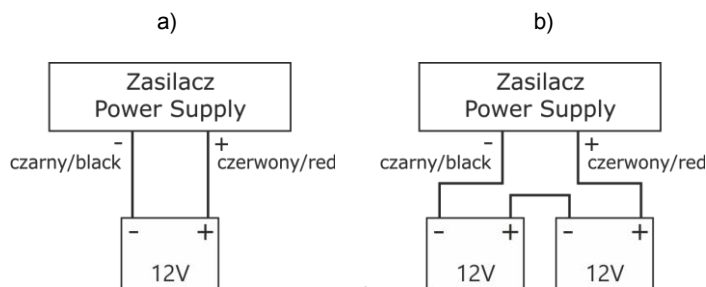 a)
Zasilacz
Power Supply
- +
czarny/black czerwony/red
- +
12V
b)
Zasilacz
Power Supply
- +
czarny/black czerwony/red
- + - +
12V 12V